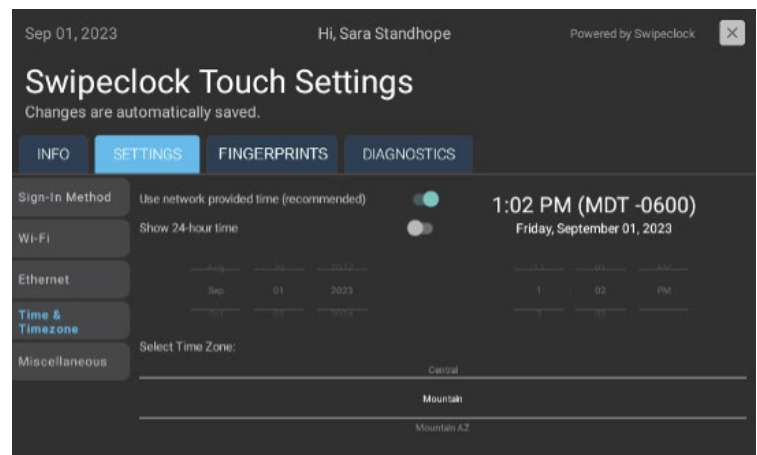 Sep 01, 2023 Hi, Sara Standhope Powered by Swipeclock
Swipeclock Touch Settings
Changes are automatically saved.
INFO SETTINGS FINGERPRINTS DIAGNOSTICS
Sign-In Method
Wi-Fi
Ethernet
Time &
Timezone
Miscellaneous
Use network provided time (recommended)
Show 24-hour time
1:02 PM (MDT -0600)
Friday, September 01, 2023
Sep 01 2023 1 02 PM
Select Time Zone:
Central
Mountain
Mountain AZ